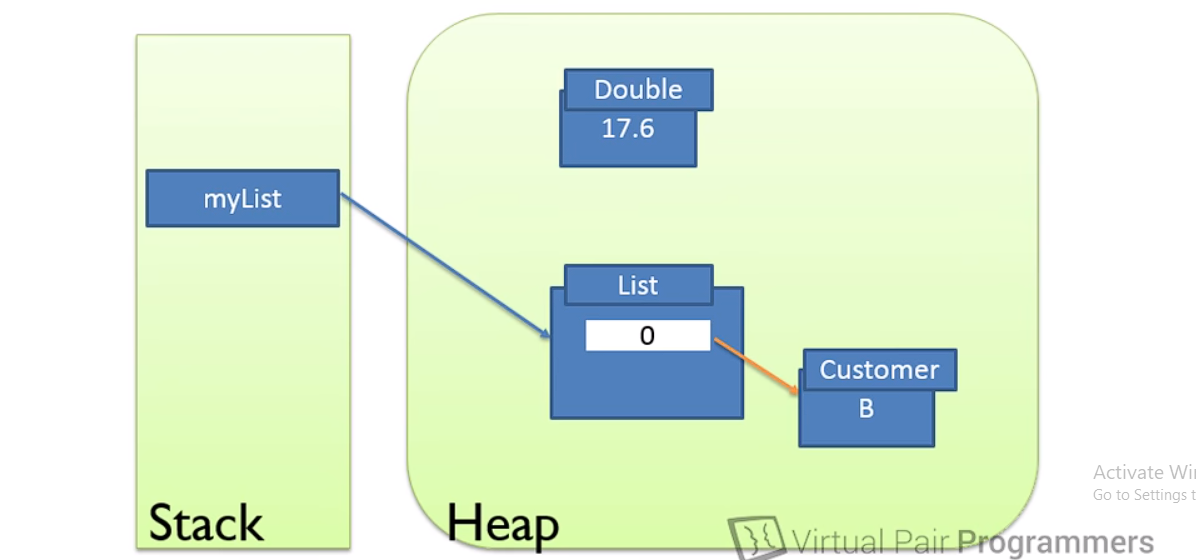 Double
17.6
myList
List
0
Customer
B
Stack
Heap
Activate Wi
Go to Settings t
Virtual Pair Programmers